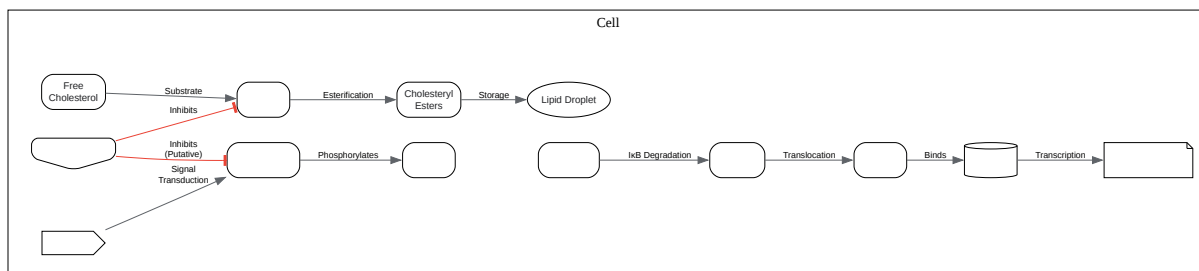 Cell
Free
Cholesterol
Substrate
Esterification
Cholesteryl
Esters
Storage
Lipid Droplet
Inhibits
Inhibits
(Putative)
Phosphorylates
IκB Degradation
Translocation
Binds
Transcription
Signal
Transduction